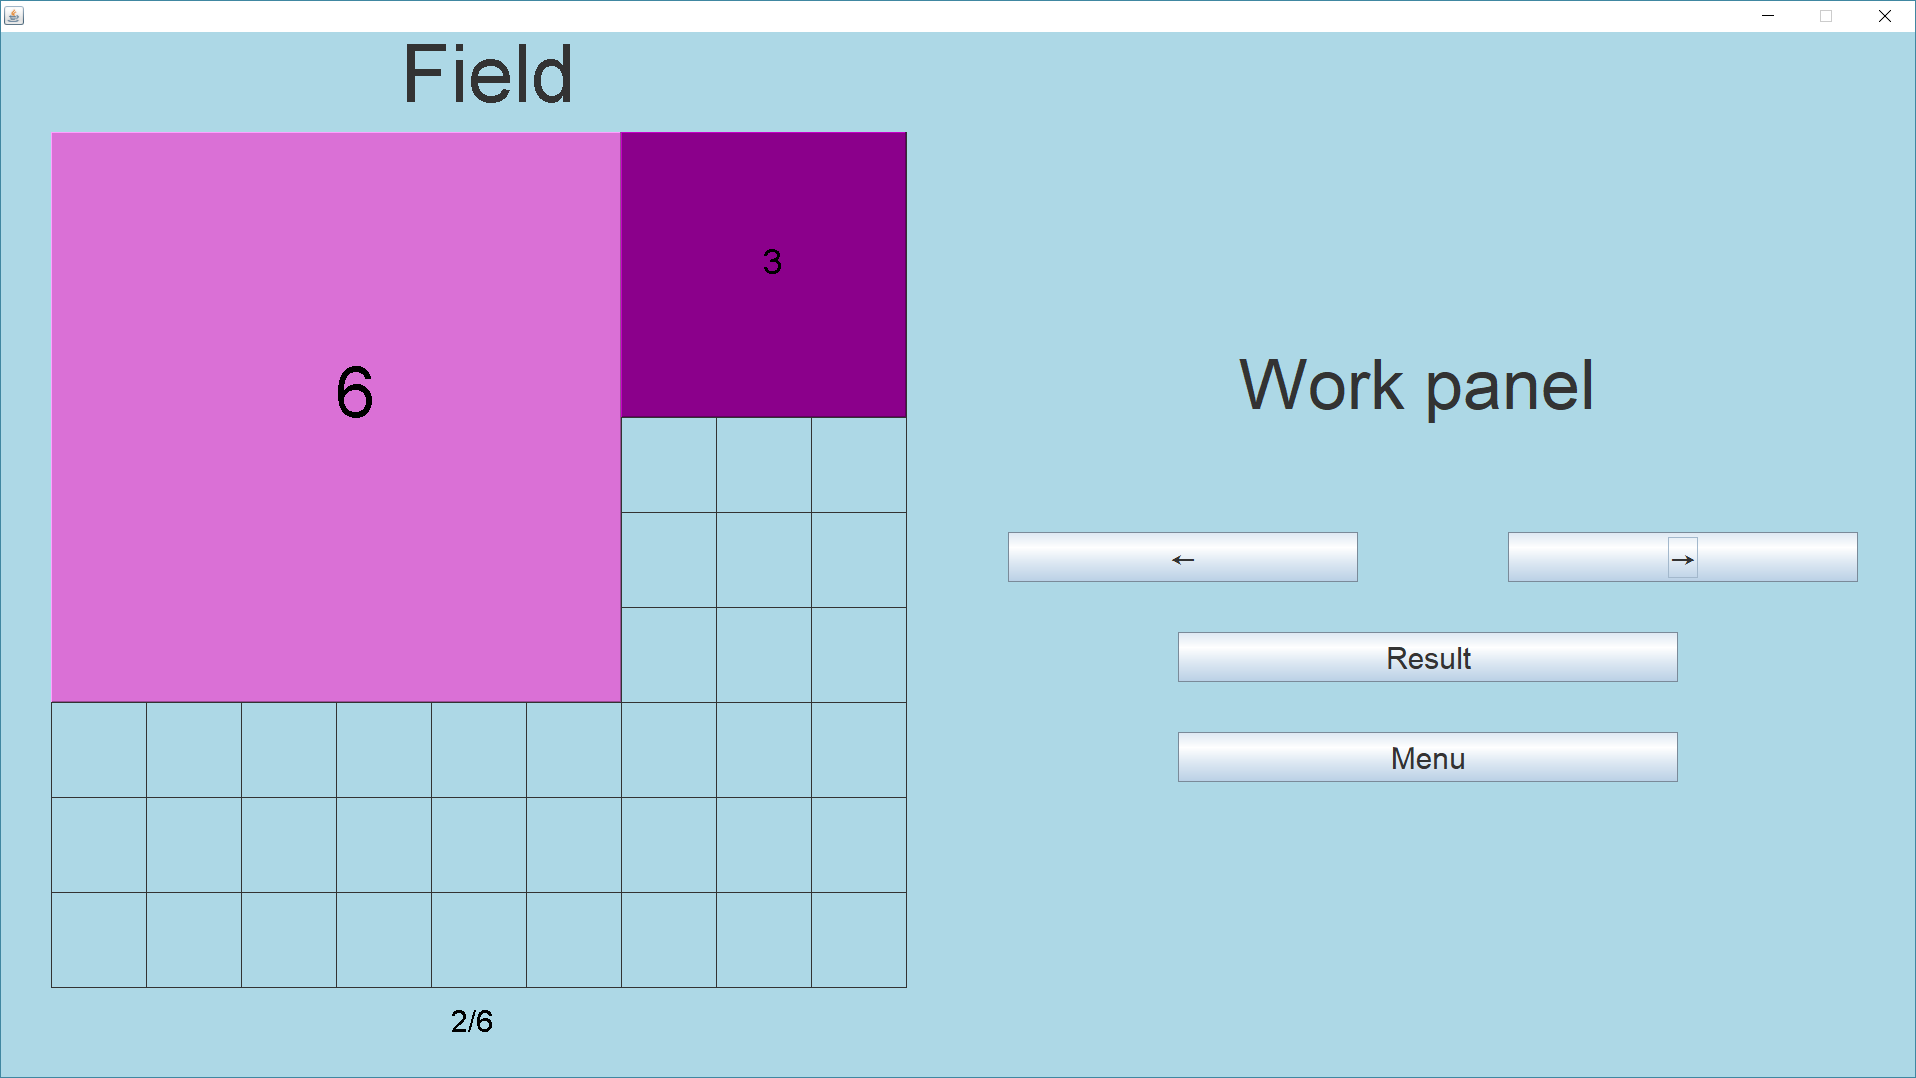 Field
6
3
Work panel
←
→
Result
Menu
2/6